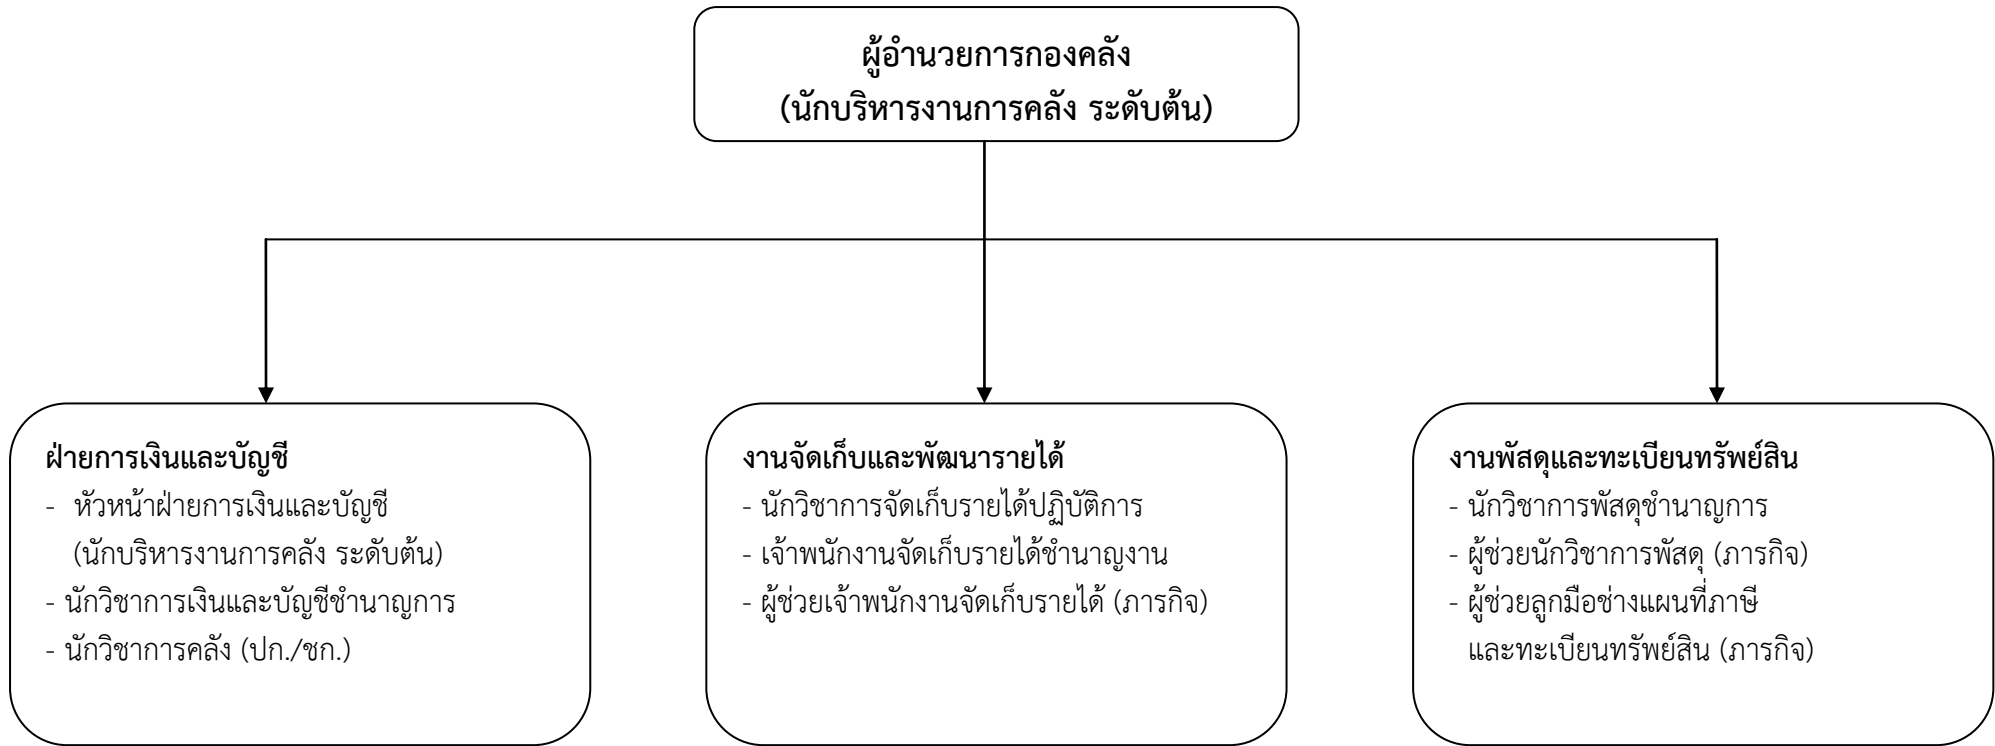 ผู้อำนวยการกองคลัง
(นักบริหารงานการคลัง ระดับต้น)
ฝ่ายการเงินและบัญชี
- หัวหน้าฝ่ายการเงินและบัญชี
(นักบริหารงานการคลัง ระดับต้น)
- นักวิชาการเงินและบัญชีชำนาญการ
- นักวิชาการคลัง (ปก./ชก.)
งานจัดเก็บและพัฒนารายได้
- นักวิชาการจัดเก็บรายได้ปฏิบัติการ
- เจ้าพนักงานจัดเก็บรายได้ชำนาญงาน
- ผู้ช่วยเจ้าพนักงานจัดเก็บรายได้ (ภารกิจ)
งานพัสดุและทะเบียนทรัพย์สิน
- นักวิชาการพัสดุชำนาญการ
- ผู้ช่วยนักวิชาการพัสดุ (ภารกิจ)
- ผู้ช่วยลูกมือช่างแผนที่ภาษี
และทะเบียนทรัพย์สิน (ภารกิจ)